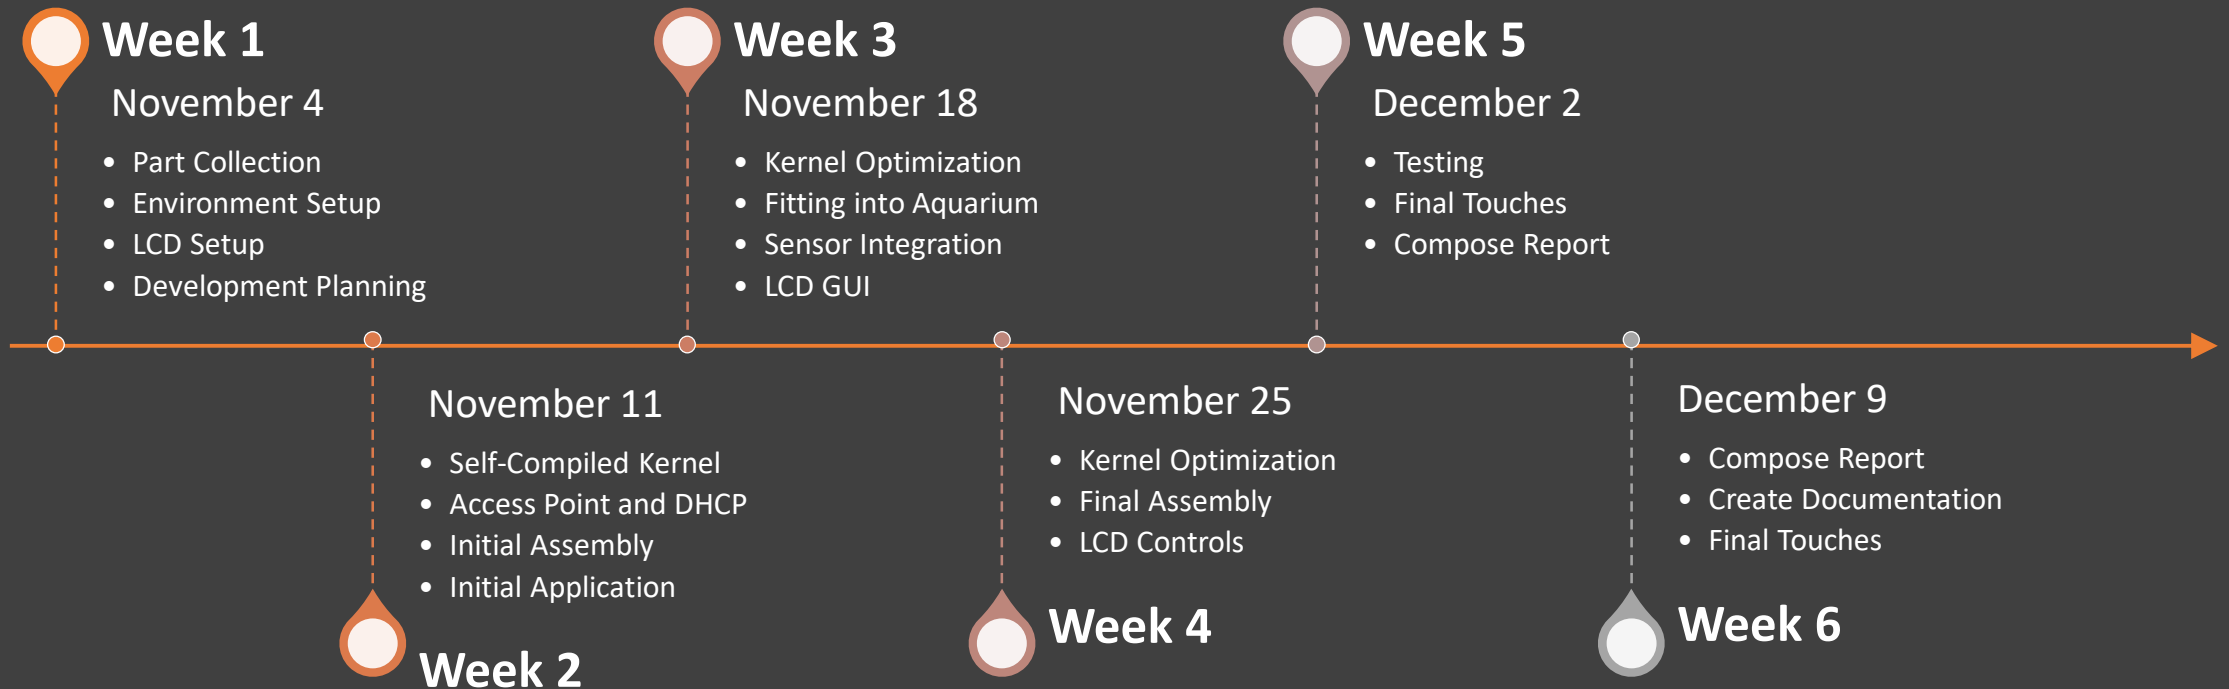 Week 1
November 4
• Part Collection
• Environment Setup
• LCD Setup
• Development Planning
November 11
• Self-Compiled Kernel
• Access Point and DHCP
• Initial Assembly
• Initial Application
Week 2
Week 3
November 18
• Kernel Optimization
• Fitting into Aquarium
• Sensor Integration
• LCD GUI
November 25
• Kernel Optimization
• Final Assembly
• LCD Controls
Week 4
Week 5
December 2
• Testing
• Final Touches
• Compose Report
December 9
• Compose Report
• Create Documentation
• Final Touches
Week 6